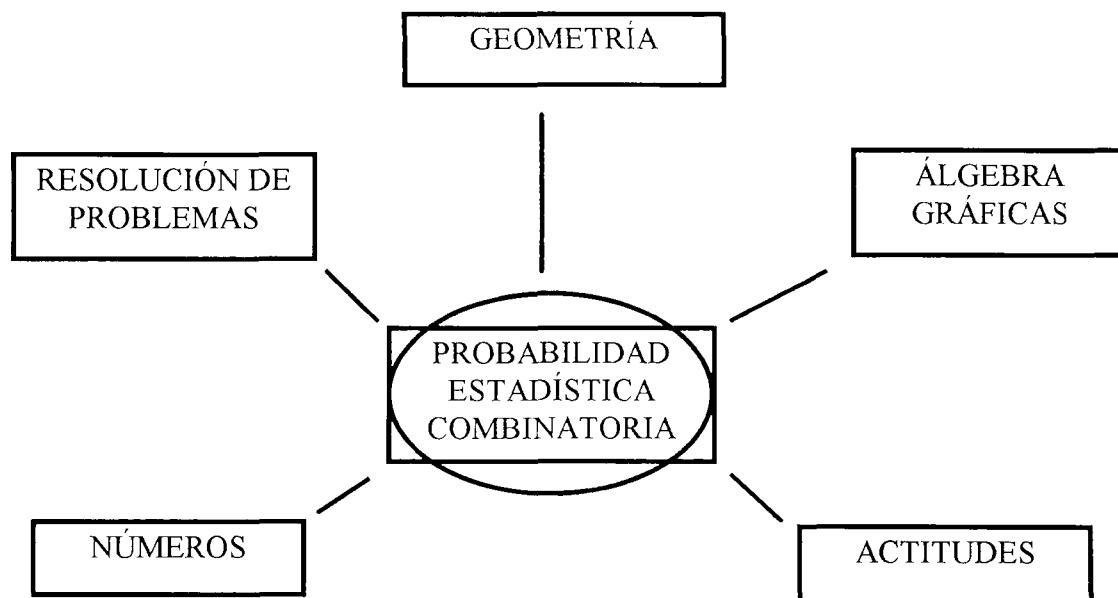 GEOMETRÍA
RESOLUCIÓN DE
PROBLEMAS
ÁLGEBRA
GRÁFICAS
PROBABILIDAD
ESTADÍSTICA
COMBINATORIA
NÚMEROS
ACTITUDES